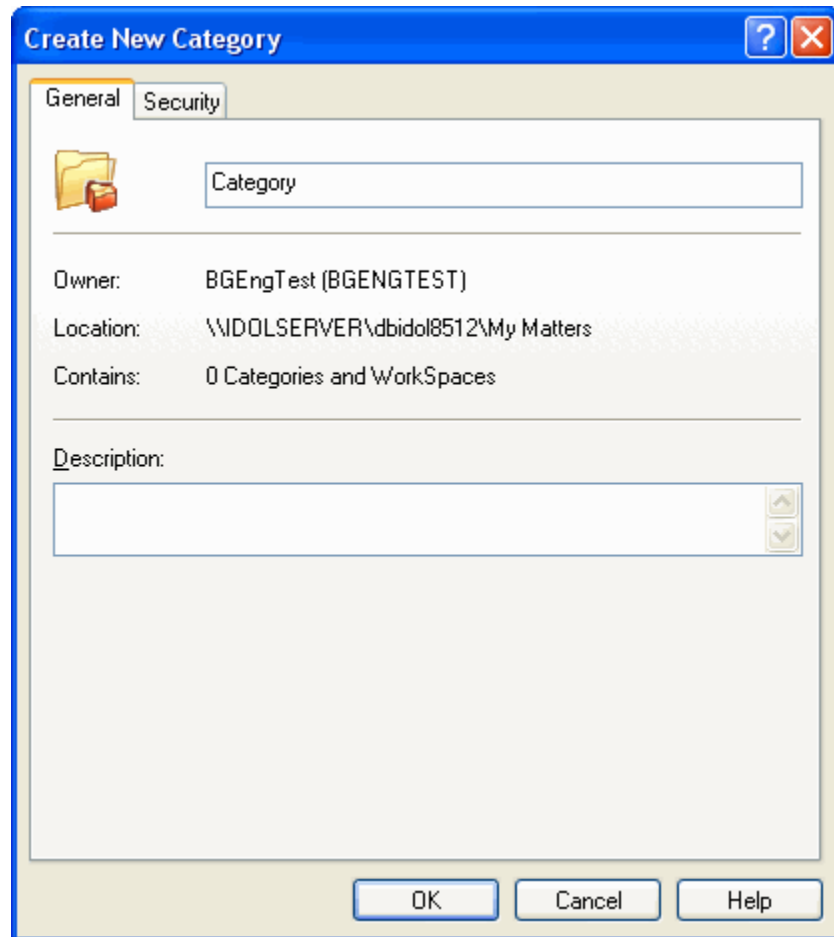 Create New Category
?
General Security
Category
Owner: BGEngTest (BGENGTEST)
Location: \\IDOLSERVER\dbidol8512\My Matters
Contains: 0 Categories and WorkSpaces
Description:
OK Cancel Help